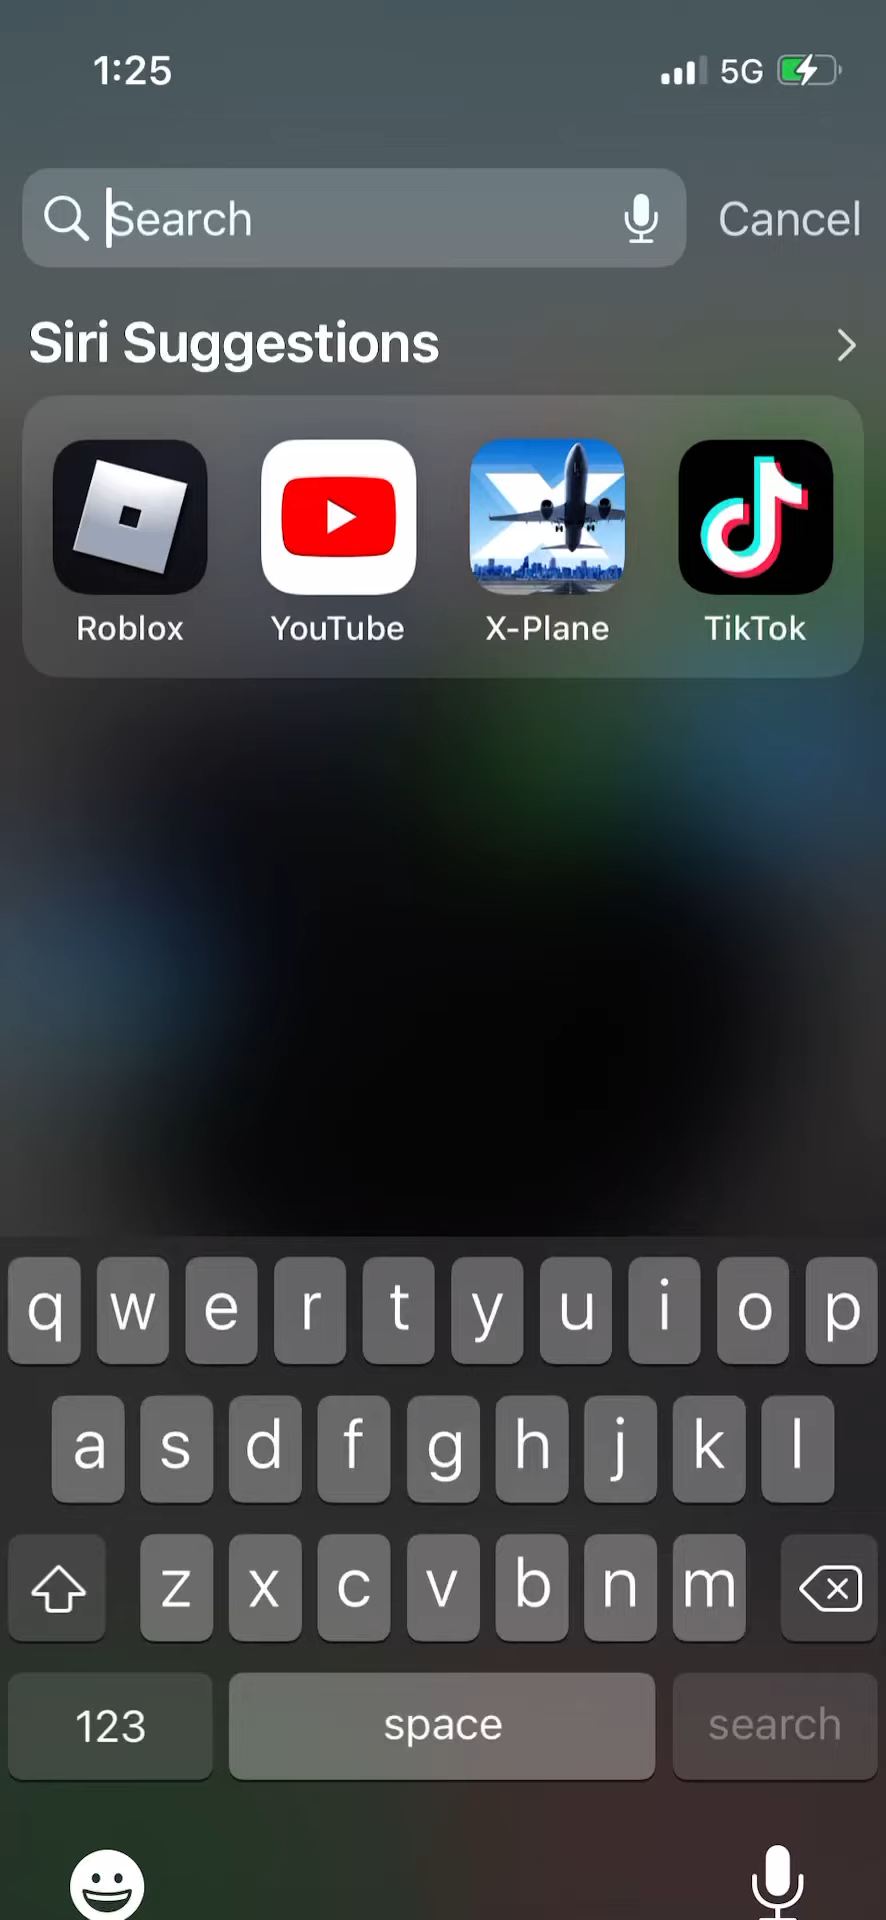 1:25 5G
Search Cancel
Siri Suggestions
Roblox YouTube X-Plane TikTok
q w e r t y u i o p
a s d f g h j k l
z x c v b n m
123 space search